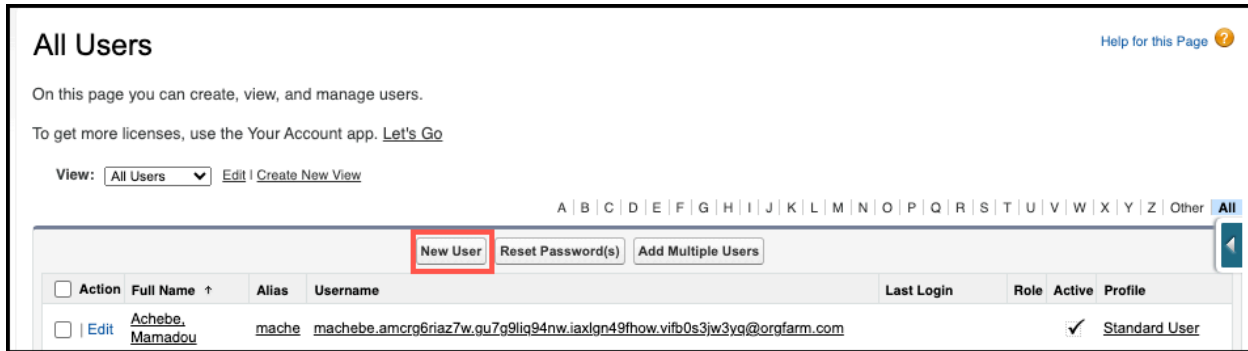 All Users
Help for this Page ?
On this page you can create, view, and manage users.
To get more licenses, use the Your Account app. Let's Go
View: All Users Edit | Create New View
A | B | C | D | E | F | G | H | I | J | K | L | M | N | O | P | Q | R | S | T | U | V | W | X | Y | Z | Other | All
New User Reset Password(s) Add Multiple Users
Action Full Name ↑ Alias Username Last Login Role Active Profile
| Edit Achebe, mache machebe.amcrg6riaz7w.gu7g9liq94nw.iaxlgn49fhow.vifb0s3jw3yq@orgfarm.com ✓ Standard User
Mamadou